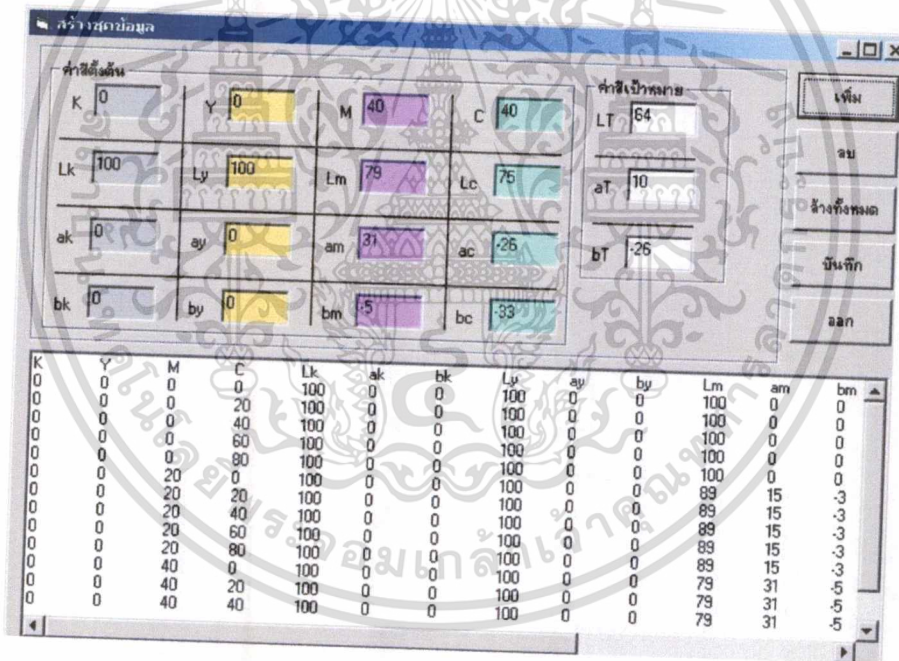 สร้างชุดข้อมูล
ค่าสีตั้งต้น
ค่าสีเป้าหมาย
K 0 Y 0 M 40 C 40 LT 64
Lk 100 Ly 100 Lm 79 Lc 75 aT 10
ak 0 ay 0 am 31 ac -26 bT -26
bk 0 by 0 bm -5 bc -33
เพิ่ม
ลบ
ล้างทั้งหมด
บันทึก
ออก
K Y M C Lk ak bk Ly ay by Lm am bm
0 0 0 0 100 0 0 100 0 0 100 0 0
0 0 0 20 100 0 0 100 0 0 100 0 0
0 0 0 40 100 0 0 100 0 0 100 0 0
0 0 0 60 100 0 0 100 0 0 100 0 0
0 0 0 80 100 0 0 100 0 0 100 0 0
0 0 20 0 100 0 0 100 0 0 89 15 -3
0 0 20 20 100 0 0 100 0 0 89 15 -3
0 0 20 40 100 0 0 100 0 0 89 15 -3
0 0 20 60 100 0 0 100 0 0 89 15 -3
0 0 20 80 100 0 0 100 0 0 89 15 -3
0 0 40 0 100 0 0 100 0 0 79 31 -5
0 0 40 20 100 0 0 100 0 0 79 31 -5
0 0 40 40 100 0 0 100 0 0 79 31 -5